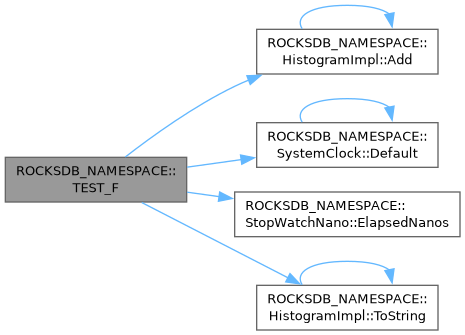 ROCKSDB_NAMESPACE::
HistogramImpl::Add
ROCKSDB_NAMESPACE::
SystemClock::Default
ROCKSDB_NAMESPACE::
TEST_F
ROCKSDB_NAMESPACE::
StopWatchNano::ElapsedNanos
ROCKSDB_NAMESPACE::
HistogramImpl::ToString